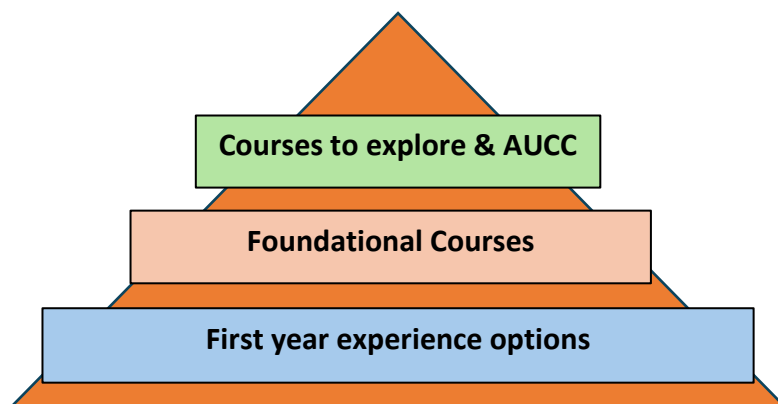 Courses to explore & AUCC
Foundational Courses
First year experience options